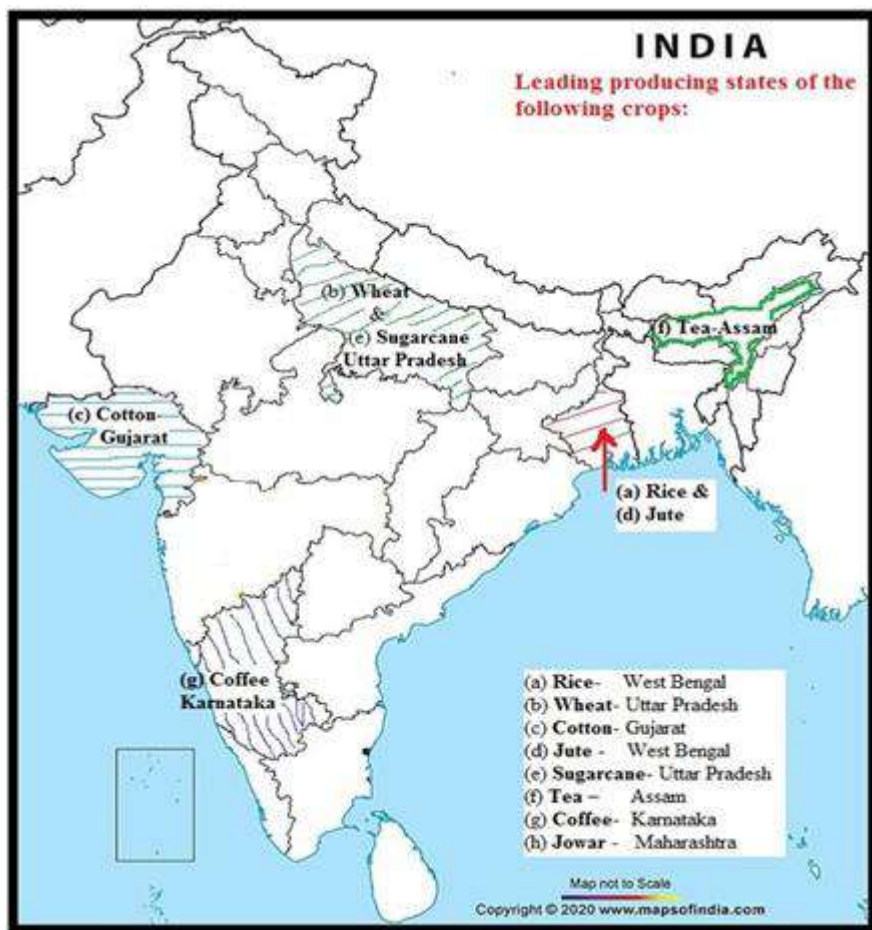 INDIA
Leading producing states of the
following crops:
(b) Wheat
&
(e) Sugarcane
Uttar Pradesh
(f) Tea-Assam
(c) Cotton-
Gujarat
(a) Rice &
(d) Jute
(g) Coffee
Karnataka
(a) Rice- West Bengal
(b) Wheat- Uttar Pradesh
(c) Cotton- Gujarat
(d) Jute - West Bengal
(e) Sugarcane- Uttar Pradesh
(f) Tea – Assam
(g) Coffee- Karnataka
(h) Jowar - Maharashtra
Map not to Scale
Copyright © 2020 www.mapsofindia.com